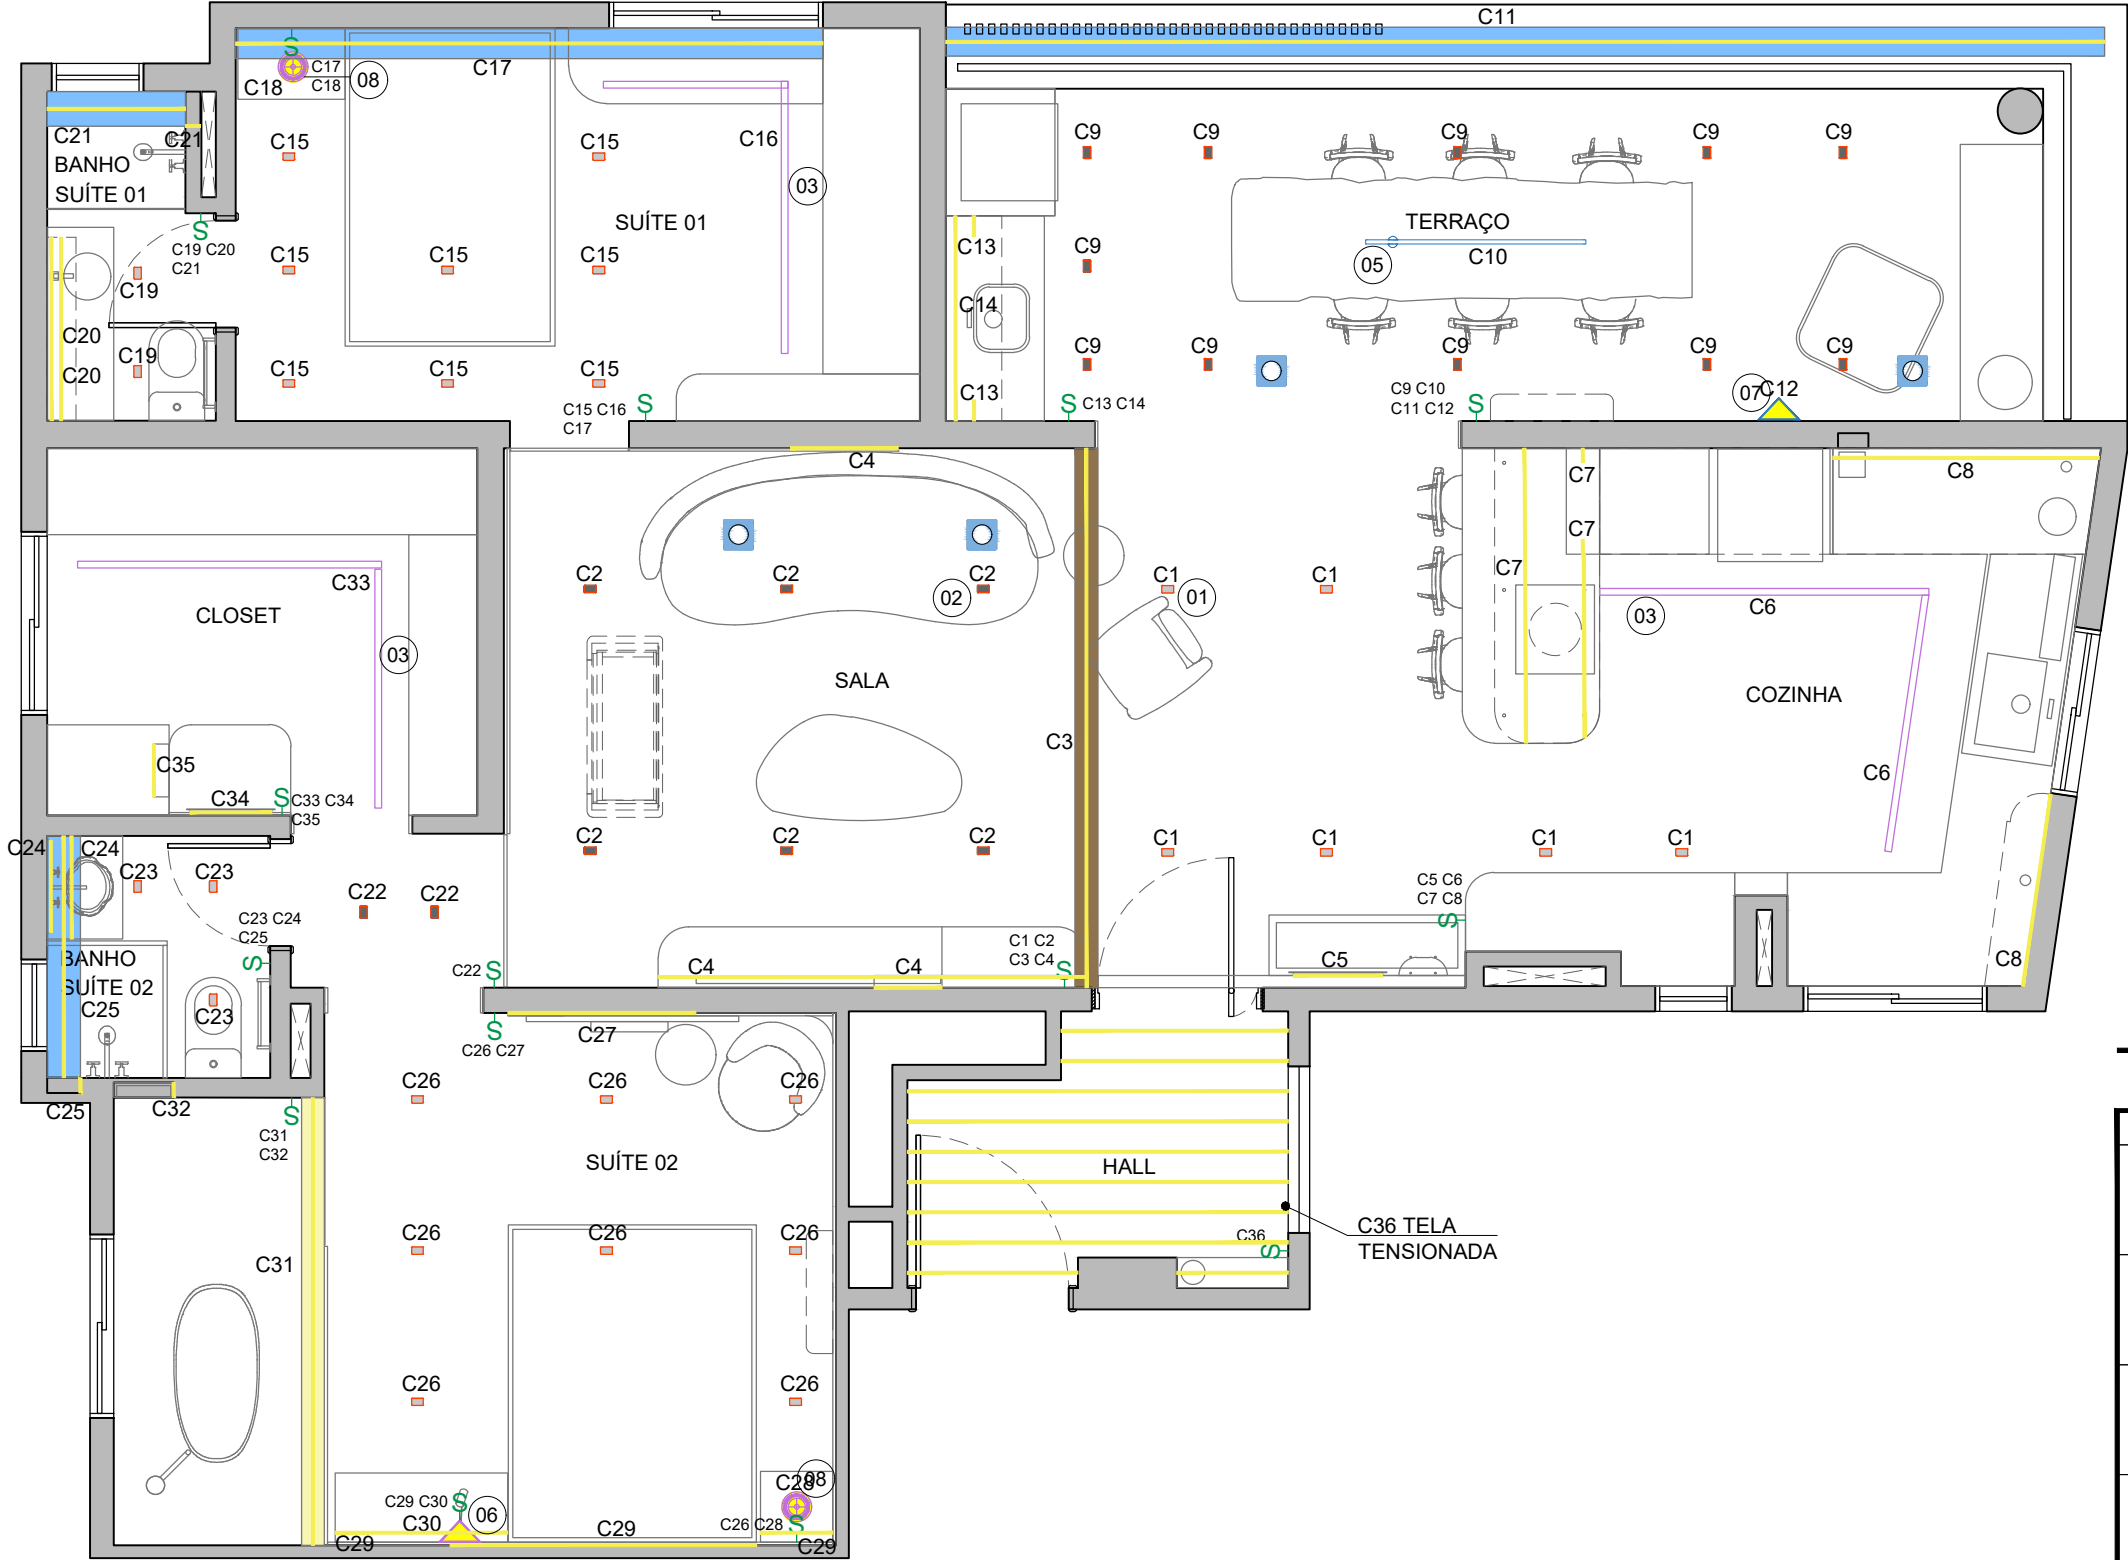 C11
C17
C17
C18
C18
08
C21
C21
BANHO
SUÍTE 01
C15
C15
C16
03
C9
C9
C9
C9
C9
SUÍTE 01
TERRAÇO
S
S
C19 C20
C21
C15
C15
C15
C13
C9
05
C10
C19
C14
C20
C19
C20
C15
C15
C15
C9
C9
C9
C9
C9
C13
C15 C16
C17
S
S
C13 C14
C9 C10
C11 C12
S
07
C12
C4
C7
C8
C7
C7
C33
C2
C2
C2
02
C1
01
C1
C6
03
CLOSET
03
SALA
COZINHA
C3
C35
C6
C34
S
C33 C34
C35
C24
C24
C2
C2
C2
C1
C1
C1
C1
C23
C23
C22
C22
C5 C6
C7 C8
S
C23 C24
C25
S
C1 C2
C3 C4
S
BANHO
SUÍTE 02
C22
S
C4
C4
C5
C8
C25
C23
S
C26 C27
C27
C26
C26
C26
C25
C32
S
C31
C32
SUÍTE 02
HALL
C26
C26
C26
C36
S
C36 TELA
TENSIONADA
C31
C26
C26
C29 C30
S
C30
06
C28
08
C26 C28
S
C29
C29
C29